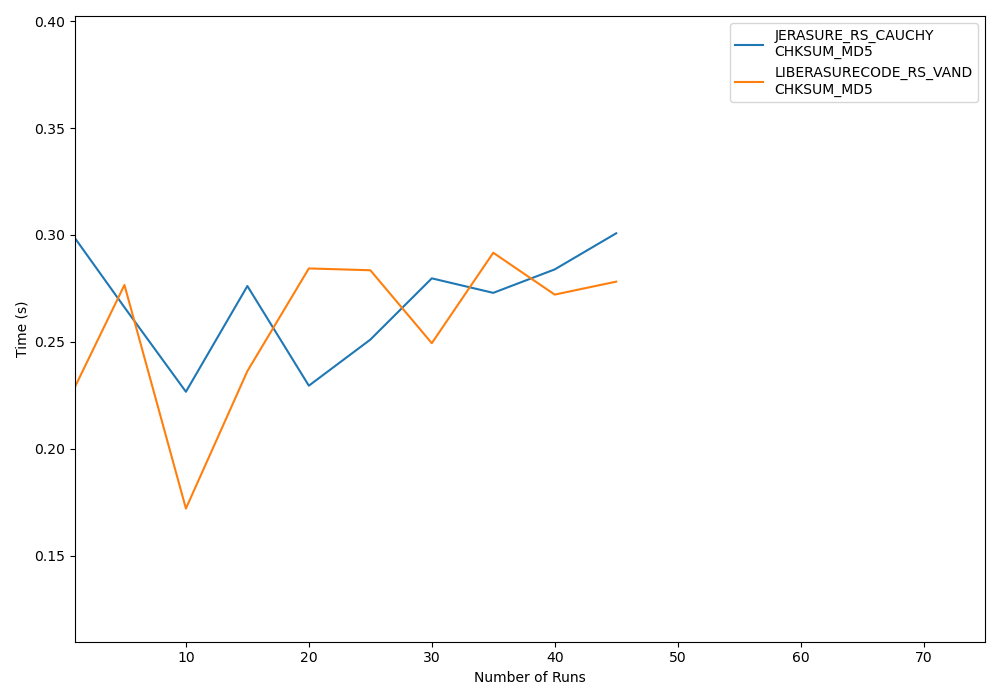 0.40
0.35
0.30
0.25
0.20
0.15
Time (s)
10 20 30 40 50 60 70
Number of Runs
JERASURE_RS_CAUCHY
CHKSUM_MD5
LIBERASURECODE_RS_VAND
CHKSUM_MD5